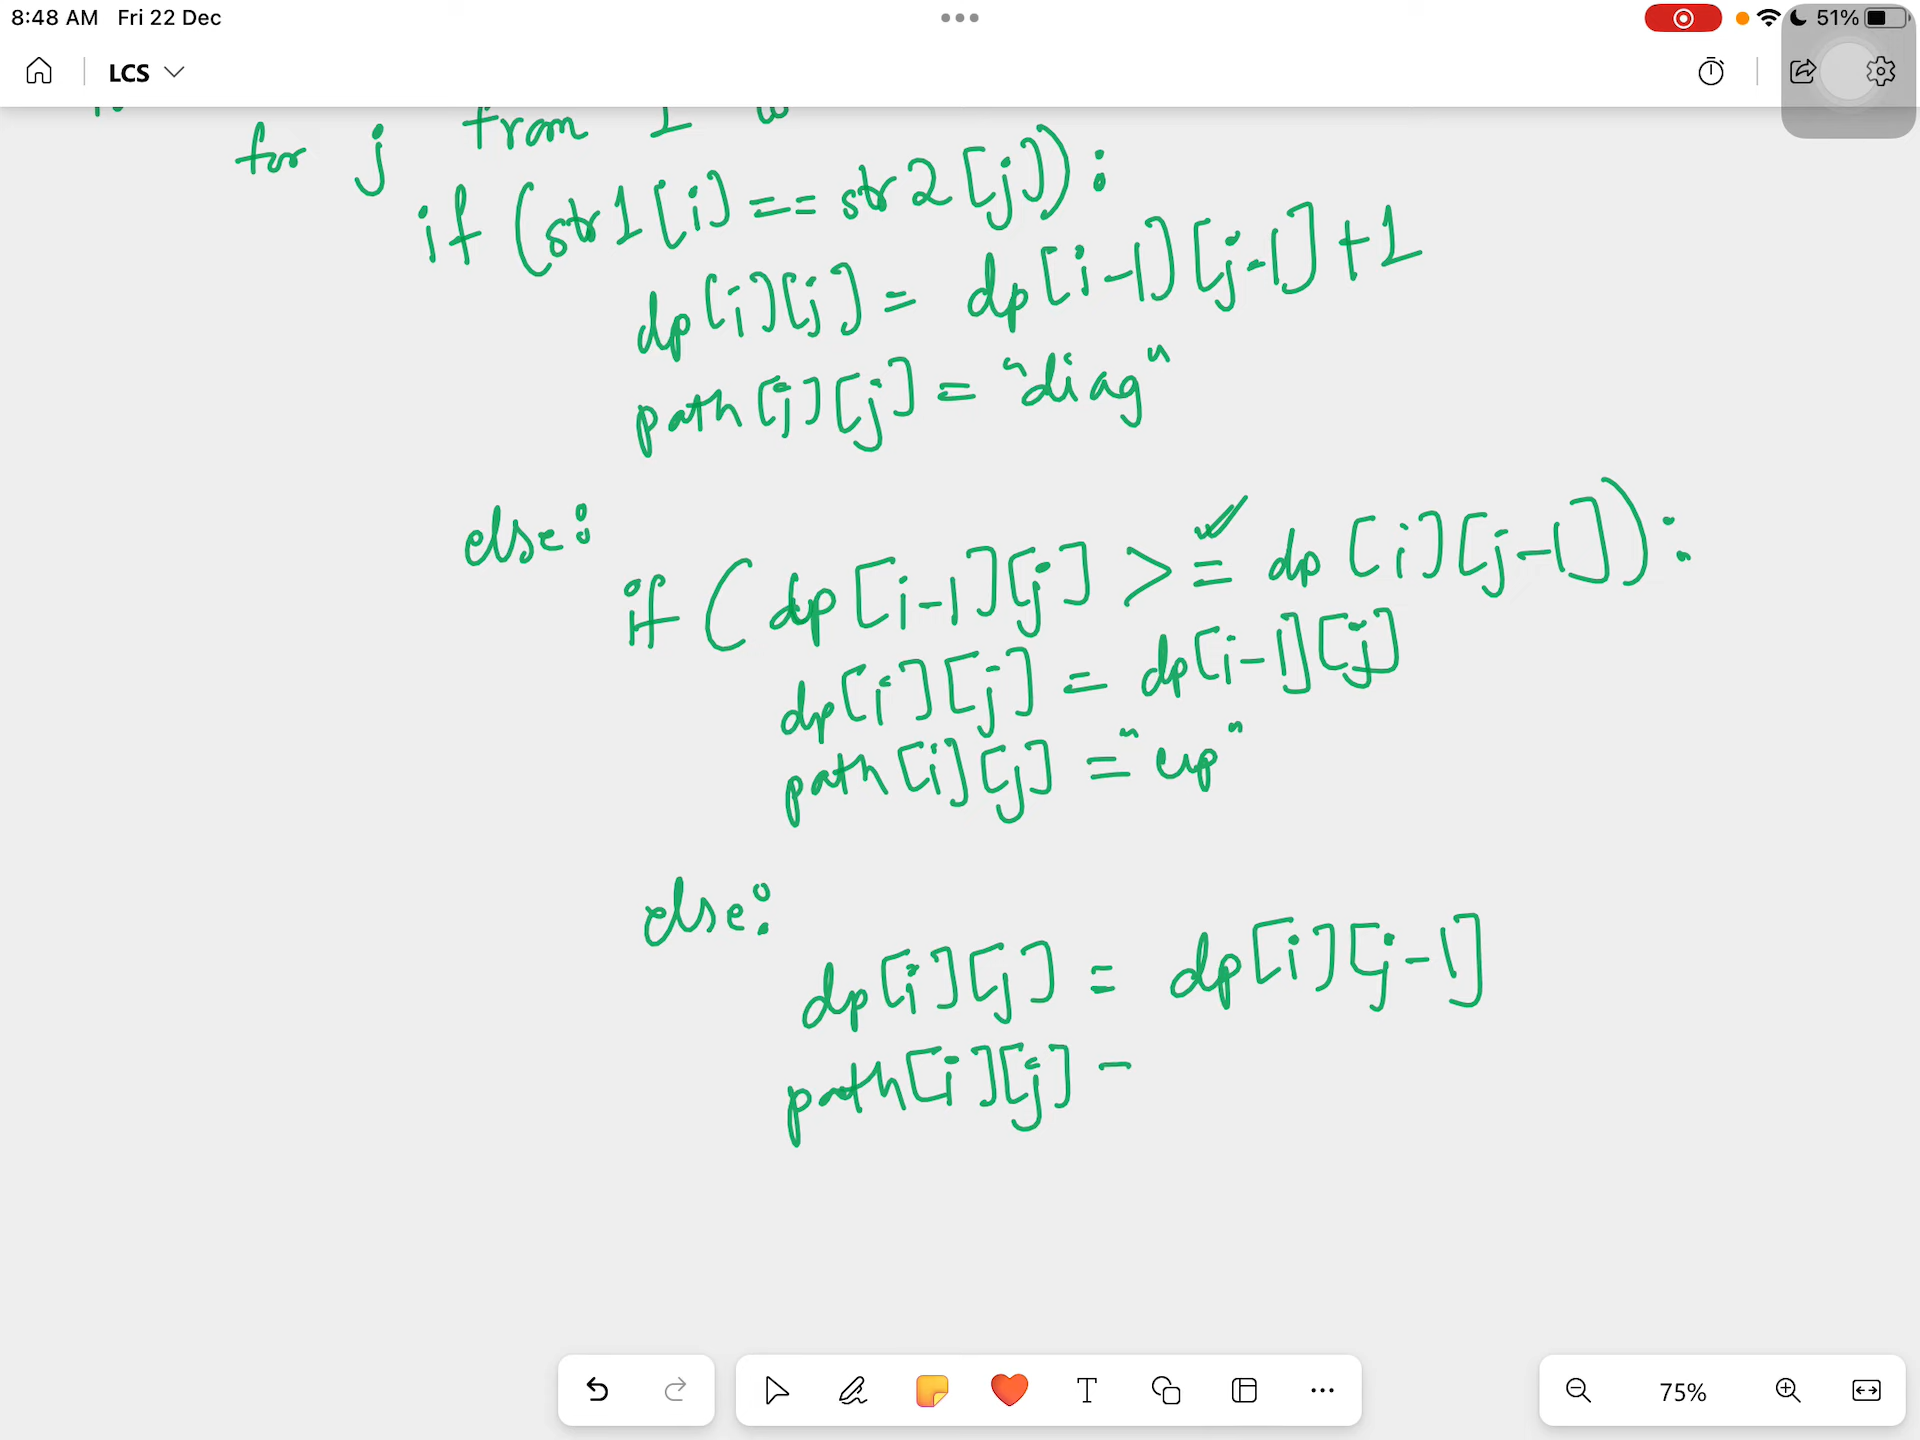 8:48 AM Fri 22 Dec
51%
LCS
for j from 1
if (str1[i] == str2[j]):
dp[i][j] = dp[i-1][j-1]+1
path[j][j] = "diag"
else:
if (dp[i-1][j] >= dp[i][j-1]):
dp[i][j] = dp[i-1][j]
path[i][j] = "up"
else:
dp[i][j] = dp[i][j-1]
path[i][j] -
T
75%